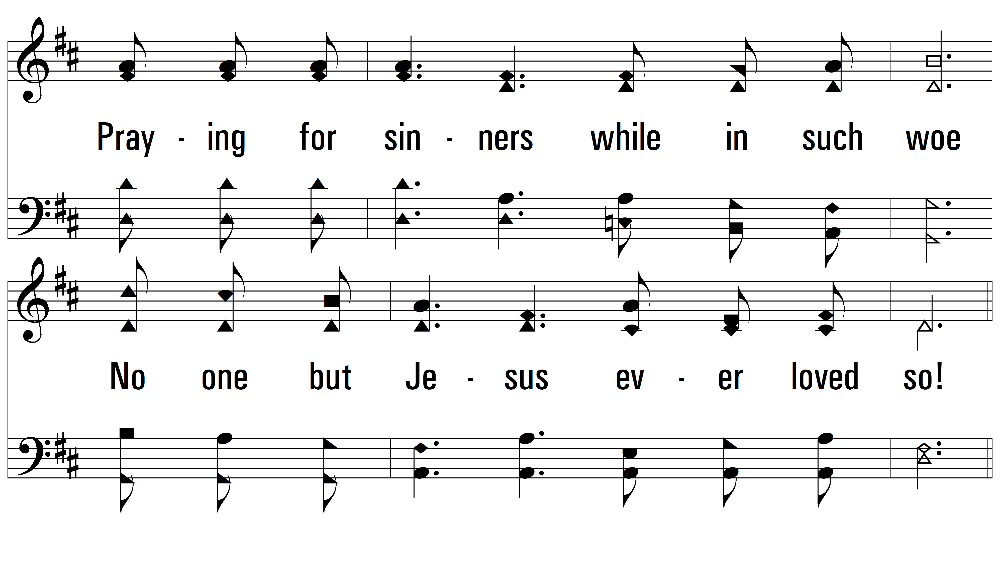 Pray - ing for sin - ners while in such woe
No one but Je - sus ev - er loved so!